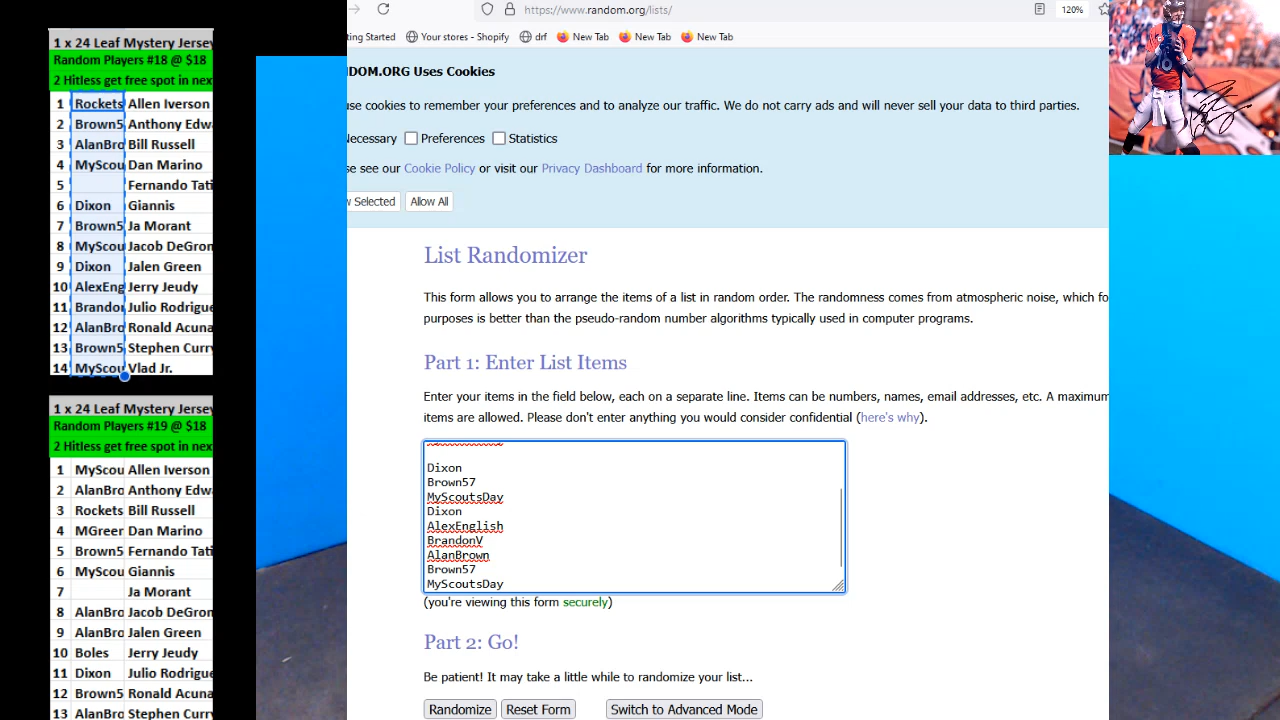 1 x 24 Leaf Mystery Jersey
Random Players #18 @ $18
2 Hitless get free spot in nex
1 Rockets Allen Iverson
2 Brown5 Anthony Edwa
3 AlanBro Bill Russell
4 MyScou Dan Marino
5 Fernando Tati
6 Dixon Giannis
7 Brown5 Ja Morant
8 MyScou Jacob DeGron
9 Dixon Jalen Green
10 AlexEng Jerry Jeudy
11 Brando Julio Rodrigue
12 AlanBro Ronald Acuna
13 Brown5 Stephen Curry
14 MyScou Vlad Jr.
1 x 24 Leaf Mystery Jersey
Random Players #19 @ $18
2 Hitless get free spot in nex
1 MyScou Allen Iverson
2 AlanBro Anthony Edwa
3 Rockets Bill Russell
4 MGreer Dan Marino
5 Brown5 Fernando Tati
6 MyScou Giannis
7 Ja Morant
8 AlanBro Jacob DeGron
9 AlanBro Jalen Green
10 Boles Jerry Jeudy
11 Dixon Julio Rodrigue
12 Brown5 Ronald Acuna
13 AlanBro Stephen Curry
https://www.random.org/lists/
120%
ting Started Your stores - Shopify drf New Tab New Tab New Tab
DOM.ORG Uses Cookies
use cookies to remember your preferences and to analyze our traffic. We do not carry ads and will never sell your data to third parties.
Necessary Preferences Statistics
se see our Cookie Policy or visit our Privacy Dashboard for more information.
w Selected Allow All
List Randomizer
This form allows you to arrange the items of a list in random order. The randomness comes from atmospheric noise, which fo
purposes is better than the pseudo-random number algorithms typically used in computer programs.
Part 1: Enter List Items
Enter your items in the field below, each on a separate line. Items can be numbers, names, email addresses, etc. A maximum
items are allowed. Please don't enter anything you would consider confidential (here's why).
Dixon
Brown57
MyScoutsDay
Dixon
AlexEnglish
BrandonV
AlanBrown
Brown57
MyScoutsDay
(you're viewing this form securely)
Part 2: Go!
Be patient! It may take a little while to randomize your list...
Randomize Reset Form Switch to Advanced Mode